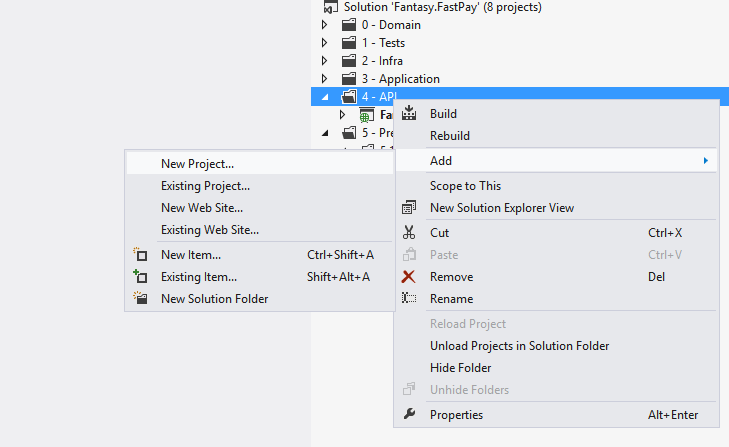 Solution 'Fantasy.FastPay' (8 projects)
0 - Domain
1 - Tests
2 - Infra
3 - Application
4 - API
5 - Pre
Build
Rebuild
Add
Scope to This
New Solution Explorer View
Cut Ctrl+X
Paste Ctrl+V
Remove Del
Rename
Reload Project
Unload Projects in Solution Folder
Hide Folder
Unhide Folders
Properties Alt+Enter
New Project...
Existing Project...
New Web Site...
Existing Web Site...
New Item... Ctrl+Shift+A
Existing Item... Shift+Alt+A
New Solution Folder